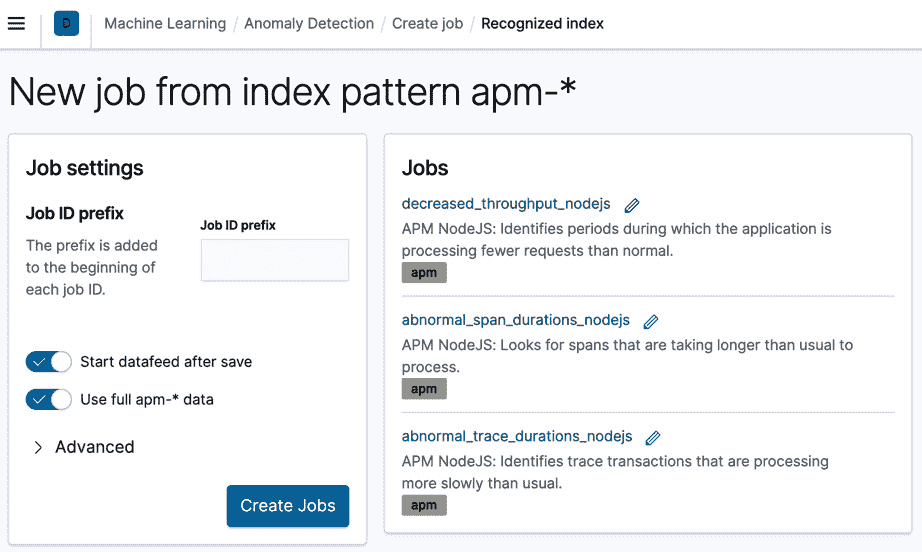 D Machine Learning / Anomaly Detection / Create job / Recognized index
New job from index pattern apm-*
Job settings
Job ID prefix
The prefix is added
to the beginning of
each job ID.
Job ID prefix
Start datafeed after save
Use full apm-* data
Advanced
Create Jobs
Jobs
decreased_throughput_nodejs
APM NodeJS: Identifies periods during which the application is
processing fewer requests than normal.
apm
abnormal_span_durations_nodejs
APM NodeJS: Looks for spans that are taking longer than usual to
process.
apm
abnormal_trace_durations_nodejs
APM NodeJS: Identifies trace transactions that are processing
more slowly than usual.
apm